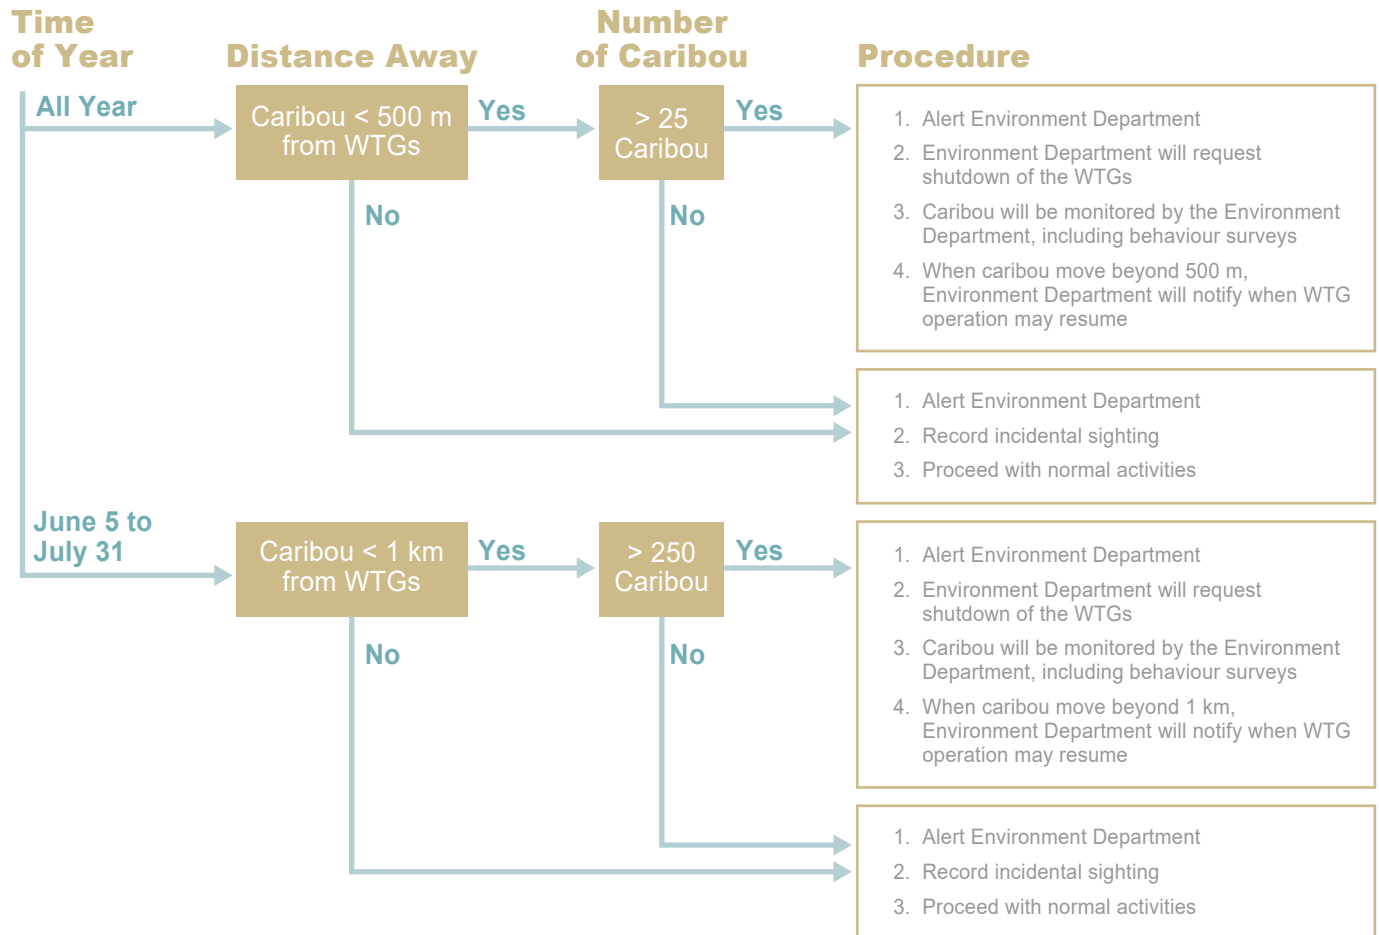 Time
of Year
Distance Away
Number
of Caribou
Procedure
All Year
Caribou < 500 m
from WTGs
Yes
> 25
Caribou
Yes
1. Alert Environment Department
2. Environment Department will request
shutdown of the WTGs
3. Caribou will be monitored by the Environment
Department, including behaviour surveys
4. When caribou move beyond 500 m,
Environment Department will notify when WTG
operation may resume
No
No
1. Alert Environment Department
2. Record incidental sighting
3. Proceed with normal activities
June 5 to
July 31
Caribou < 1 km
from WTGs
Yes
> 250
Caribou
Yes
1. Alert Environment Department
2. Environment Department will request
shutdown of the WTGs
3. Caribou will be monitored by the Environment
Department, including behaviour surveys
4. When caribou move beyond 1 km,
Environment Department will notify when WTG
operation may resume
No
No
1. Alert Environment Department
2. Record incidental sighting
3. Proceed with normal activities